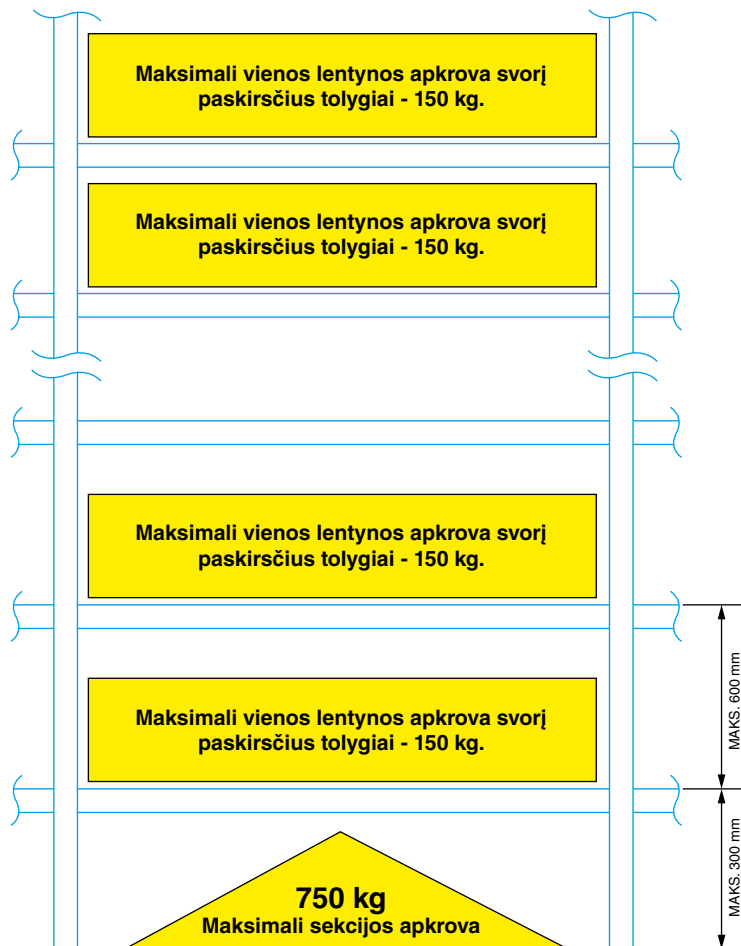 Maksimali vienos lentynos apkrova svorį
paskirsčius tolygiai - 150 kg.
Maksimali vienos lentynos apkrova svorį
paskirsčius tolygiai - 150 kg.
Maksimali vienos lentynos apkrova svorį
paskirsčius tolygiai - 150 kg.
MAKS. 600 mm
Maksimali vienos lentynos apkrova svorį
paskirsčius tolygiai - 150 kg.
MAKS. 300 mm
750 kg
Maksimali sekcijos apkrova